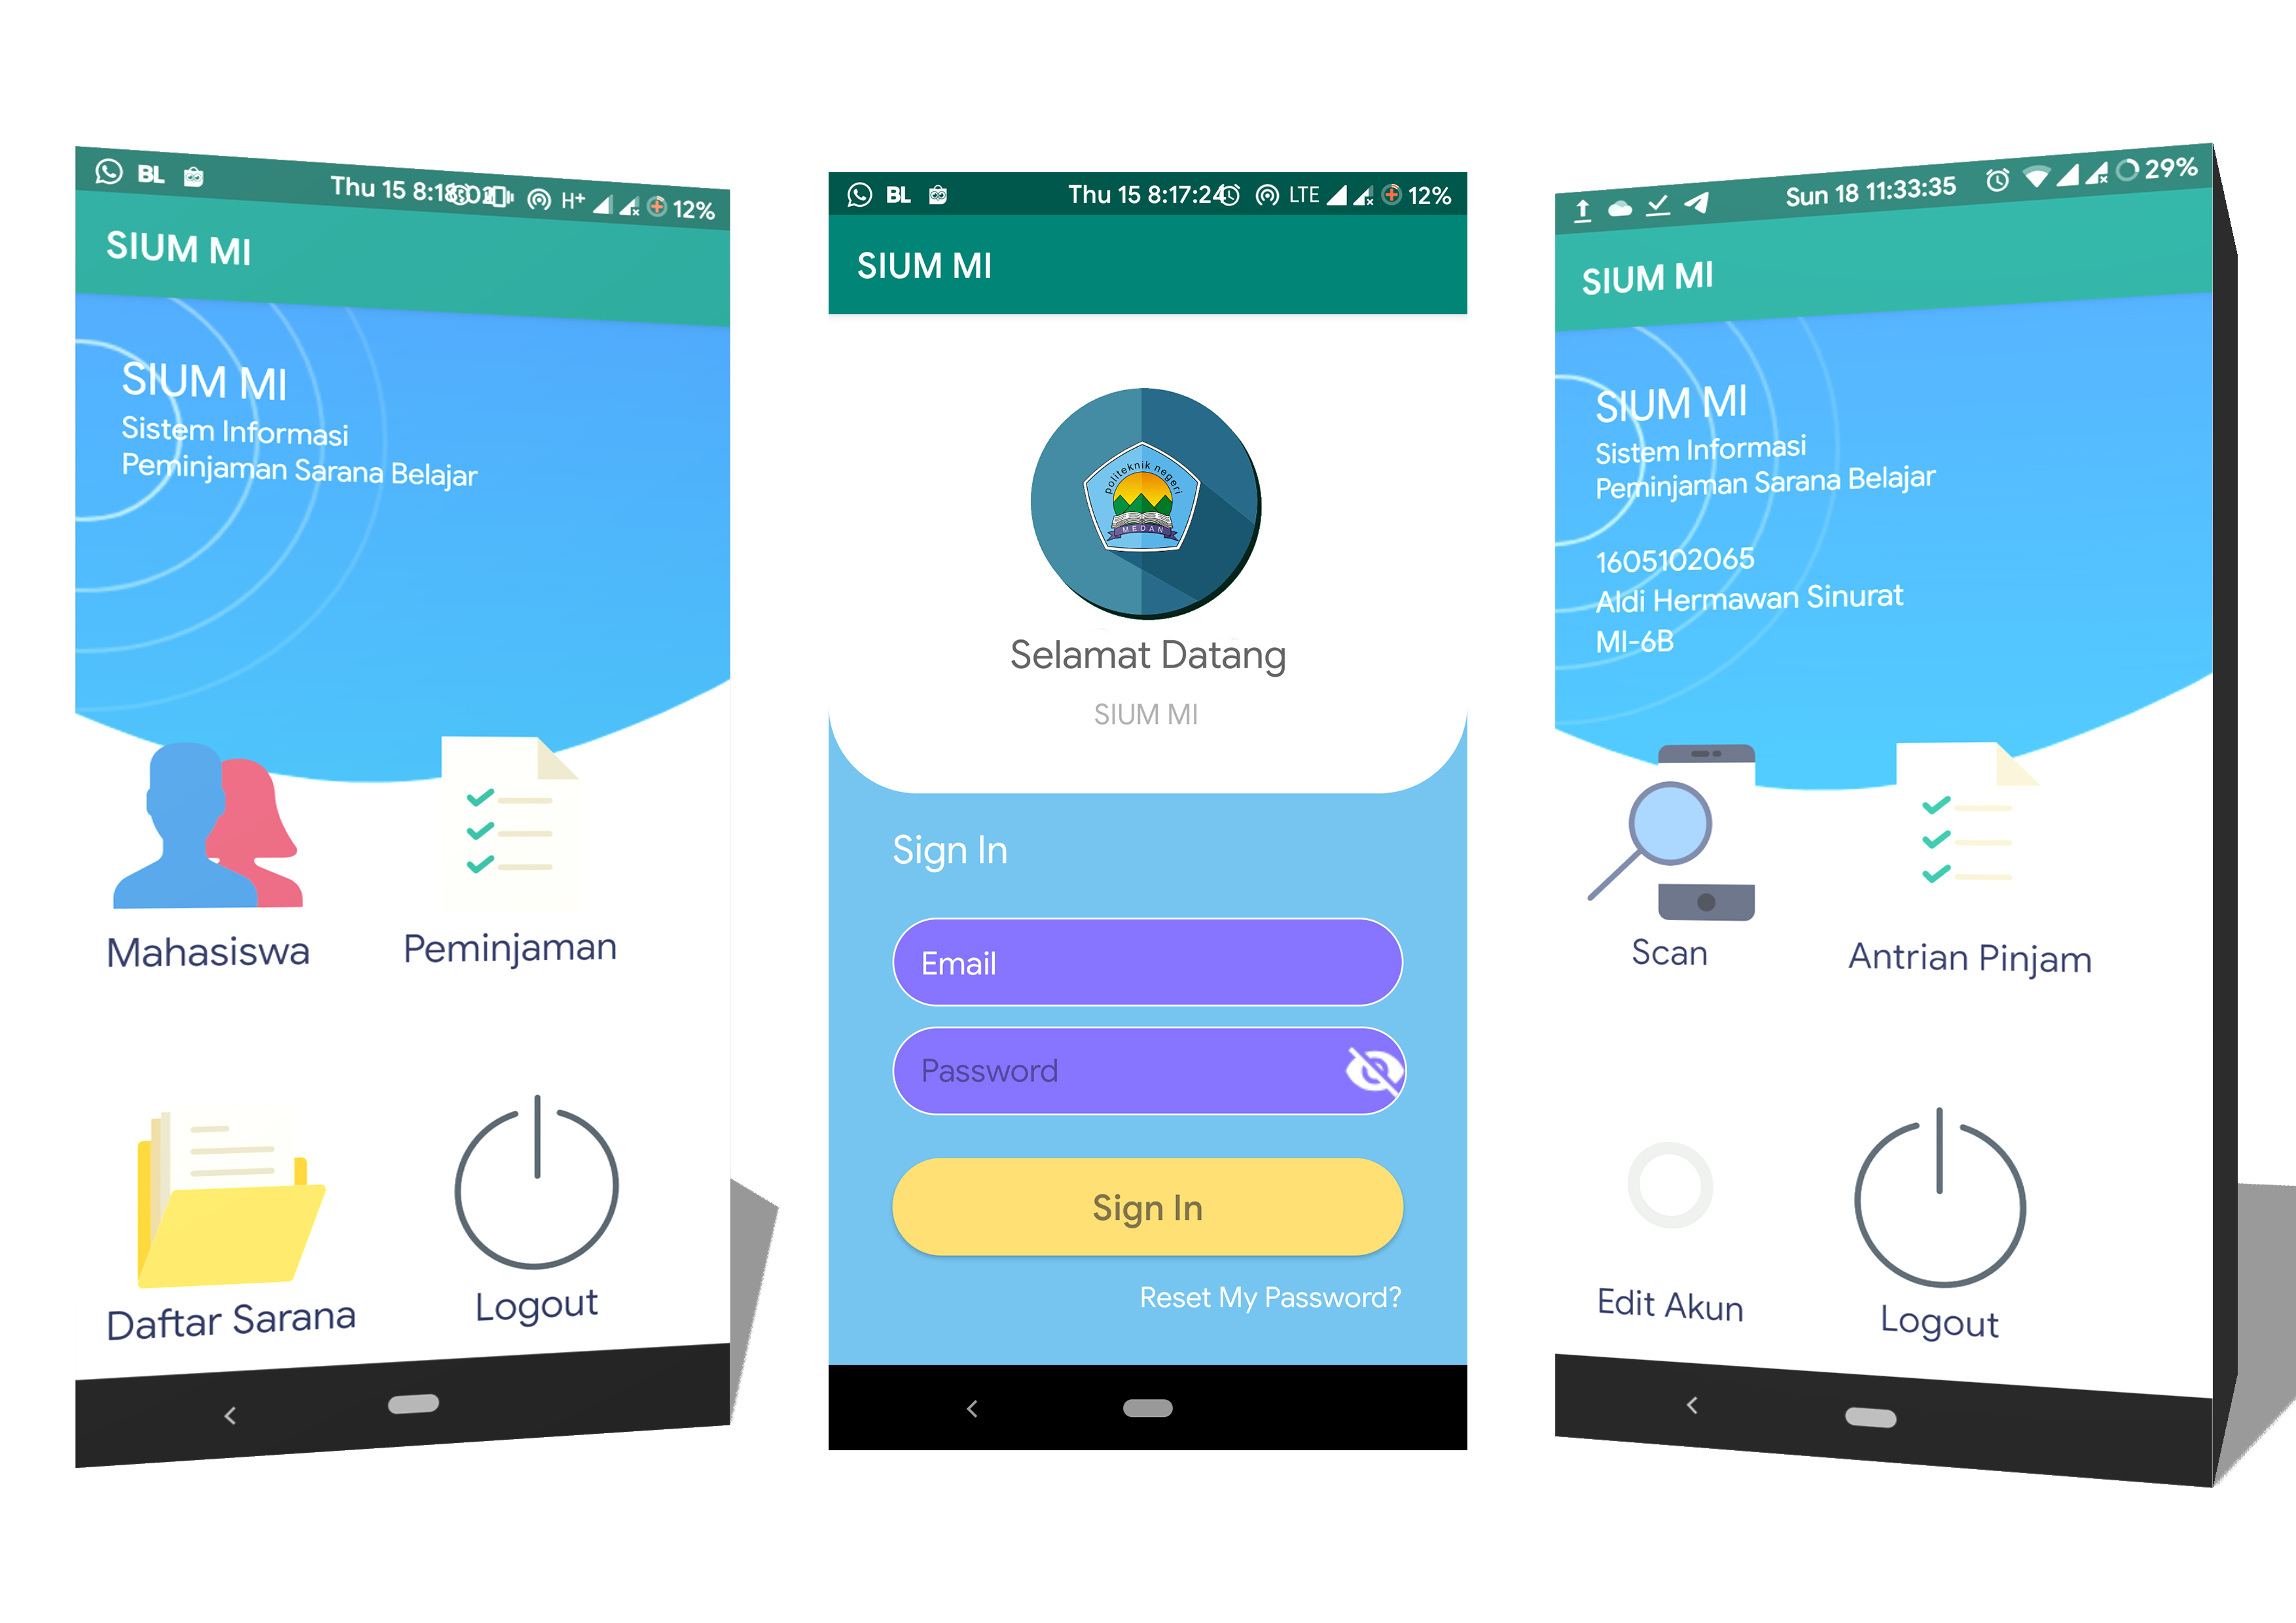 BL
Thu 15 8:18:02
H+
12%
SIUM MI
SIUM MI
Sistem Informasi
Peminjaman Sarana Belajar
Mahasiswa
Peminjaman
Daftar Sarana
Logout
BL
Thu 15 8:17:24
LTE
12%
SIUM MI
politeknik negeri
MEDAN
Selamat Datang
SIUM MI
Sign In
Email
Password
Sign In
Reset My Password?
Sun 18 11:33:35
29%
SIUM MI
SIUM MI
Sistem Informasi
Peminjaman Sarana Belajar
1605102065
Aldi Hermawan Sinurat
MI-6B
Scan
Antrian Pinjam
Edit Akun
Logout